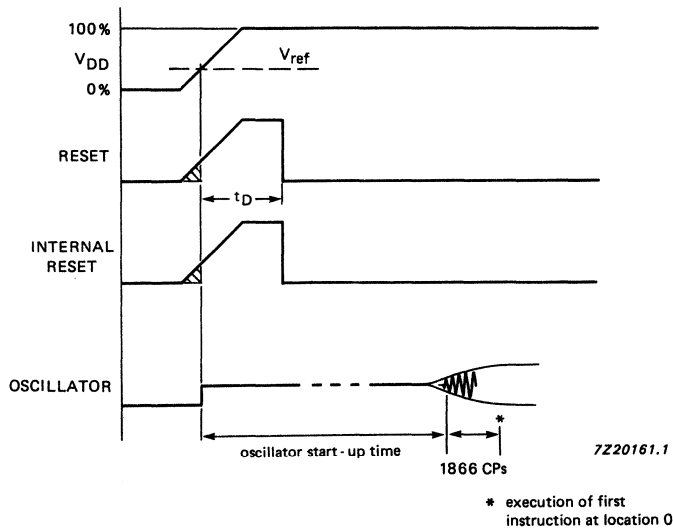 100%
VDD
Vref
0%
RESET
tD
INTERNAL
RESET
OSCILLATOR
oscillator start-up time
1866 CPs
*
7Z20161.1
* execution of first
instruction at location 0